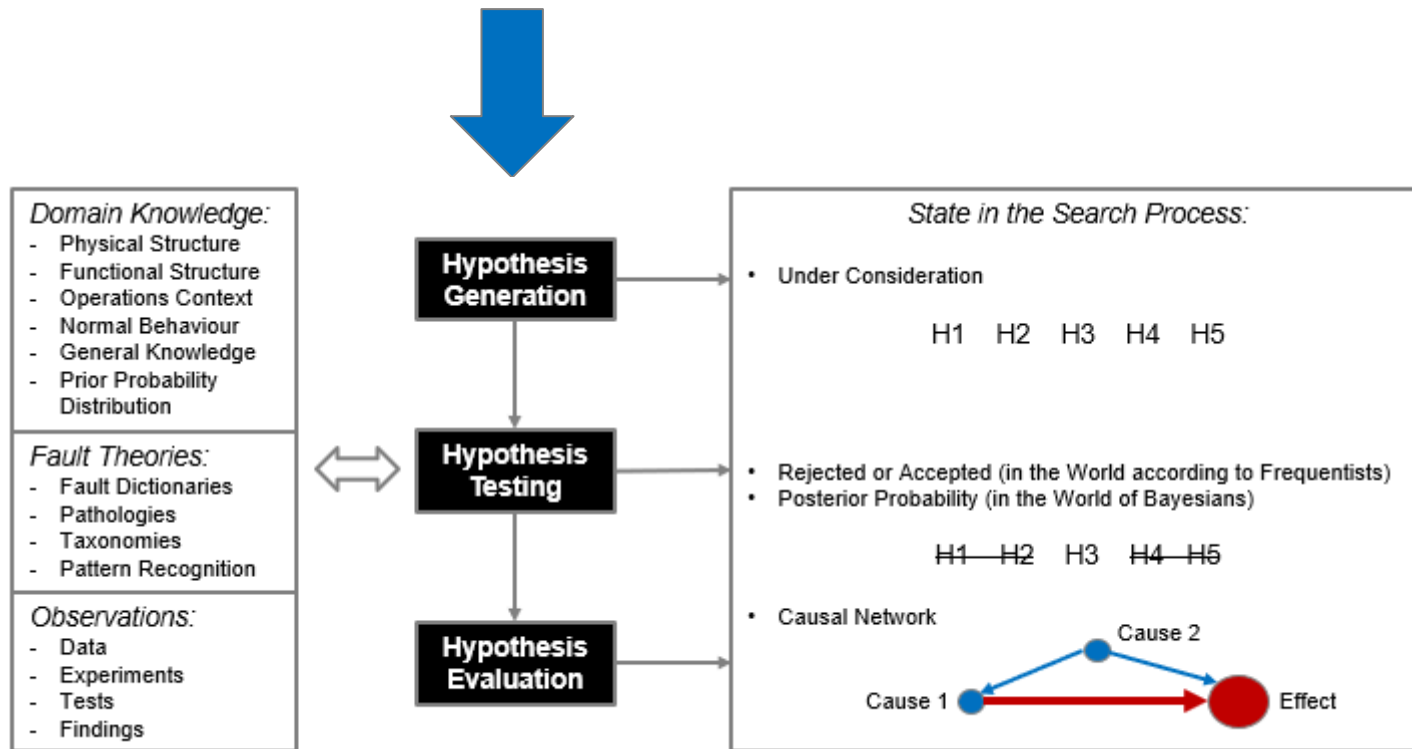 Domain Knowledge:
- Physical Structure
- Functional Structure
- Operations Context
- Normal Behaviour
- General Knowledge
- Prior Probability
Distribution
Fault Theories:
- Fault Dictionaries
- Pathologies
- Taxonomies
- Pattern Recognition
Observations:
- Data
- Experiments
- Tests
- Findings
Hypothesis
Generation
Hypothesis
Testing
Hypothesis
Evaluation
State in the Search Process:
• Under Consideration
H1 H2 H3 H4 H5
• Rejected or Accepted (in the World according to Frequentists)
• Posterior Probability (in the World of Bayesians)
H1 H2 H3 H4 H5
• Causal Network
Cause 2
Cause 1
Effect